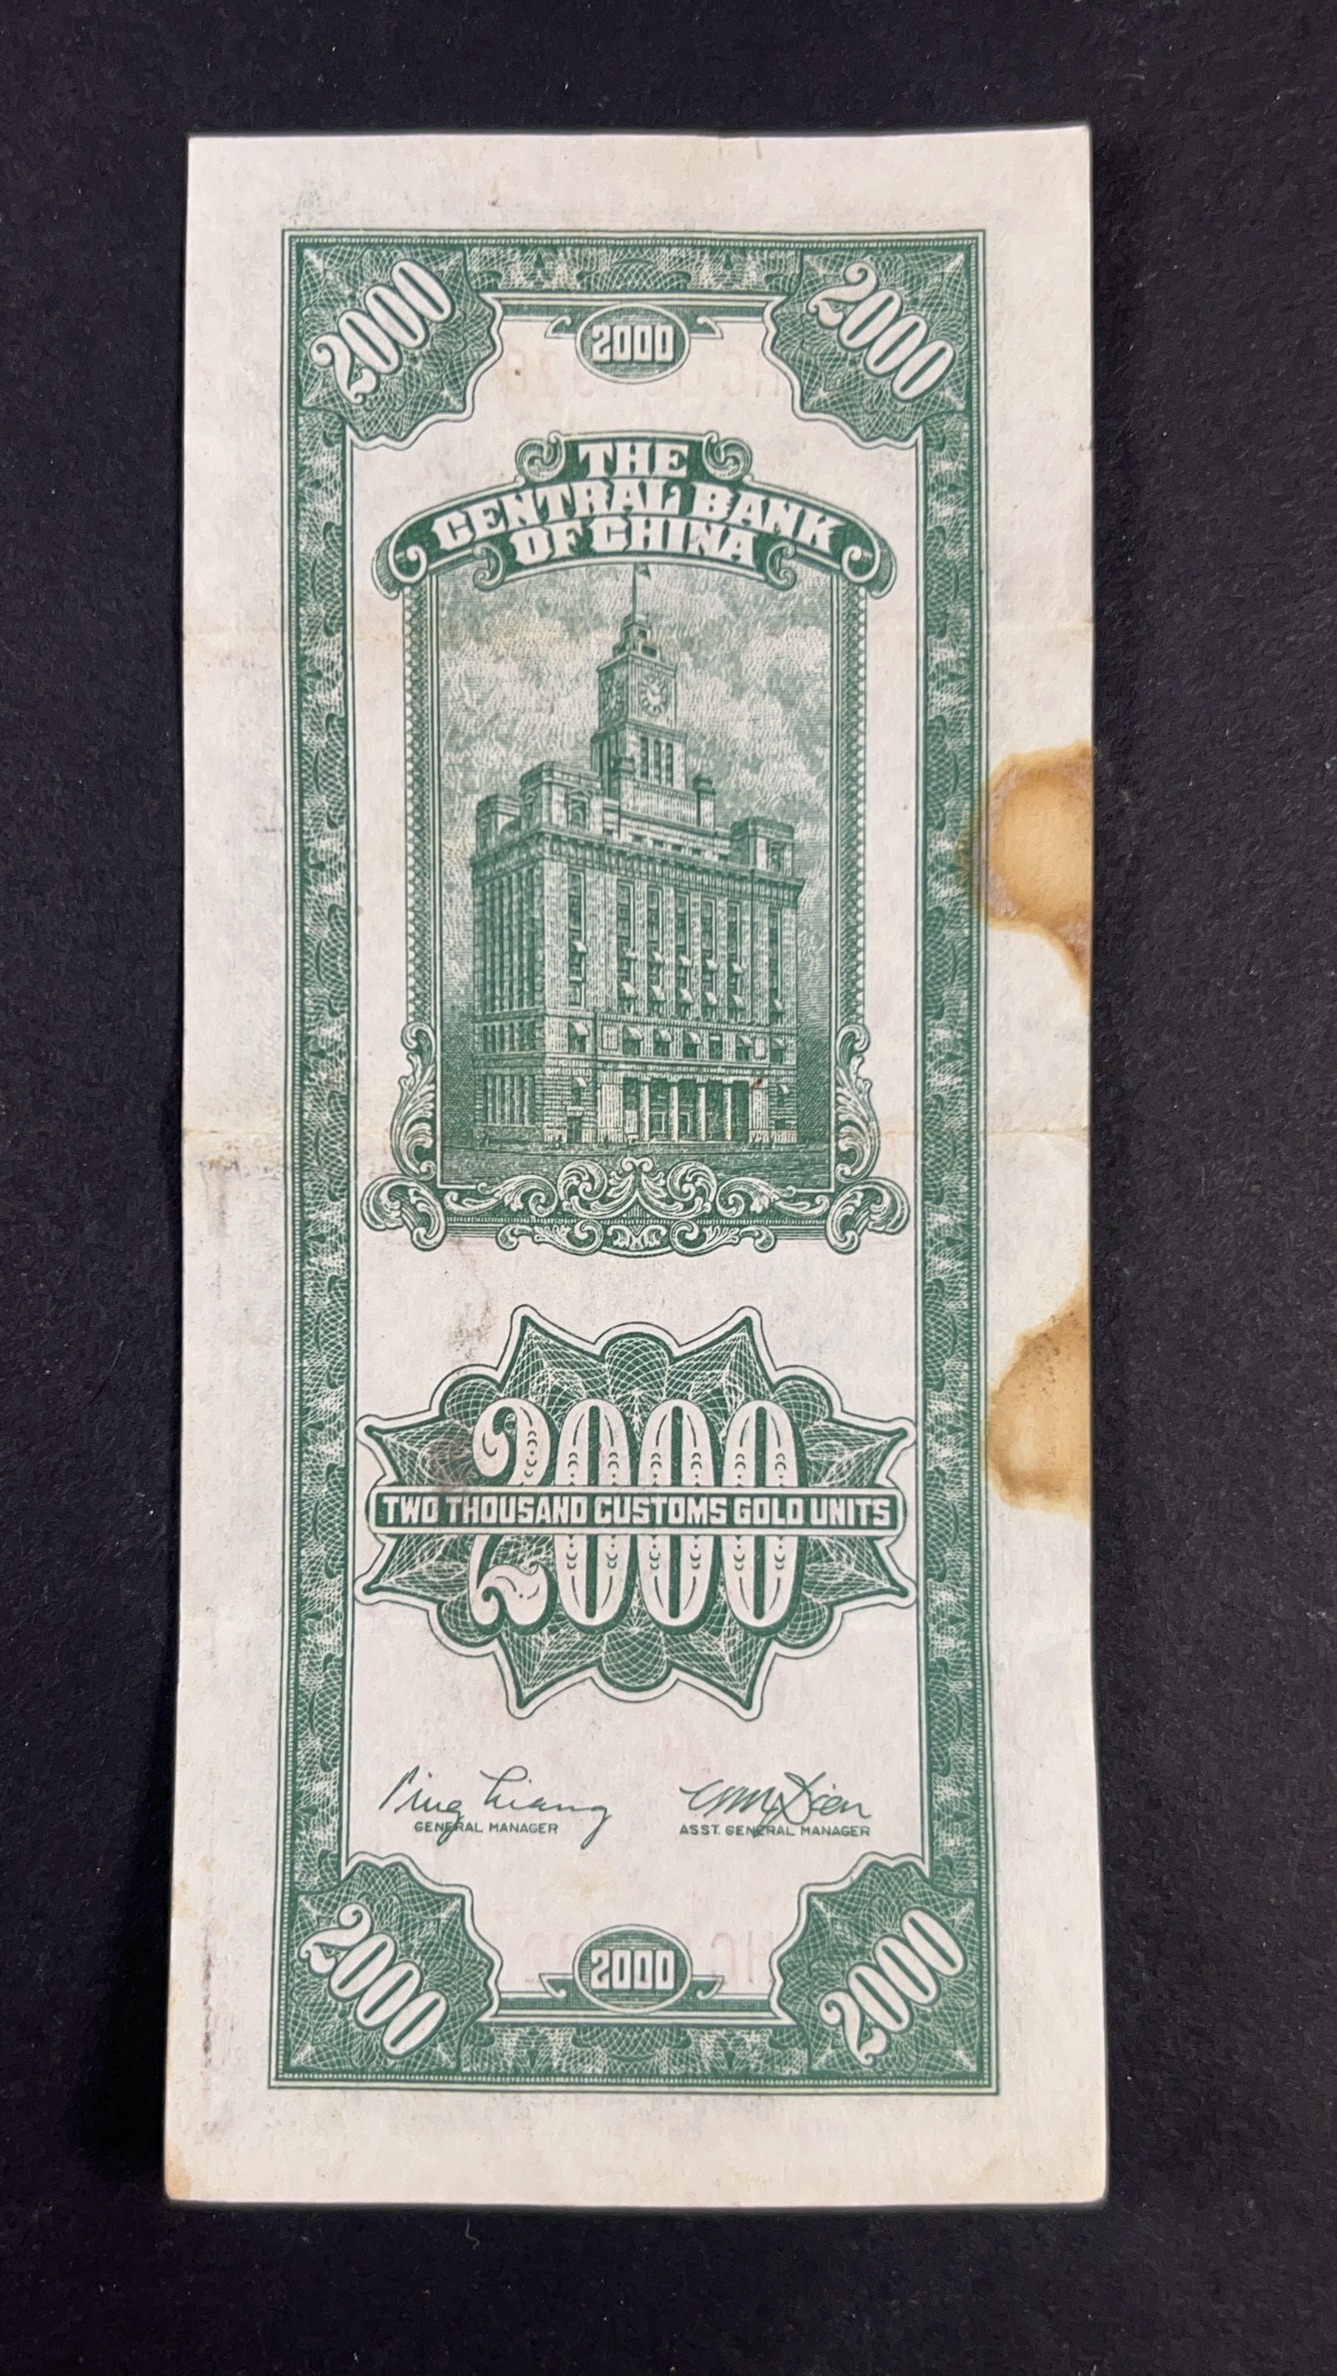 2000 2000 2000
THE
CENTRAL BANK
OF CHINA
2000
TWO THOUSAND CUSTOMS GOLD UNITS
GENERAL MANAGER ASST. GENERAL MANAGER
2000 2000 2000